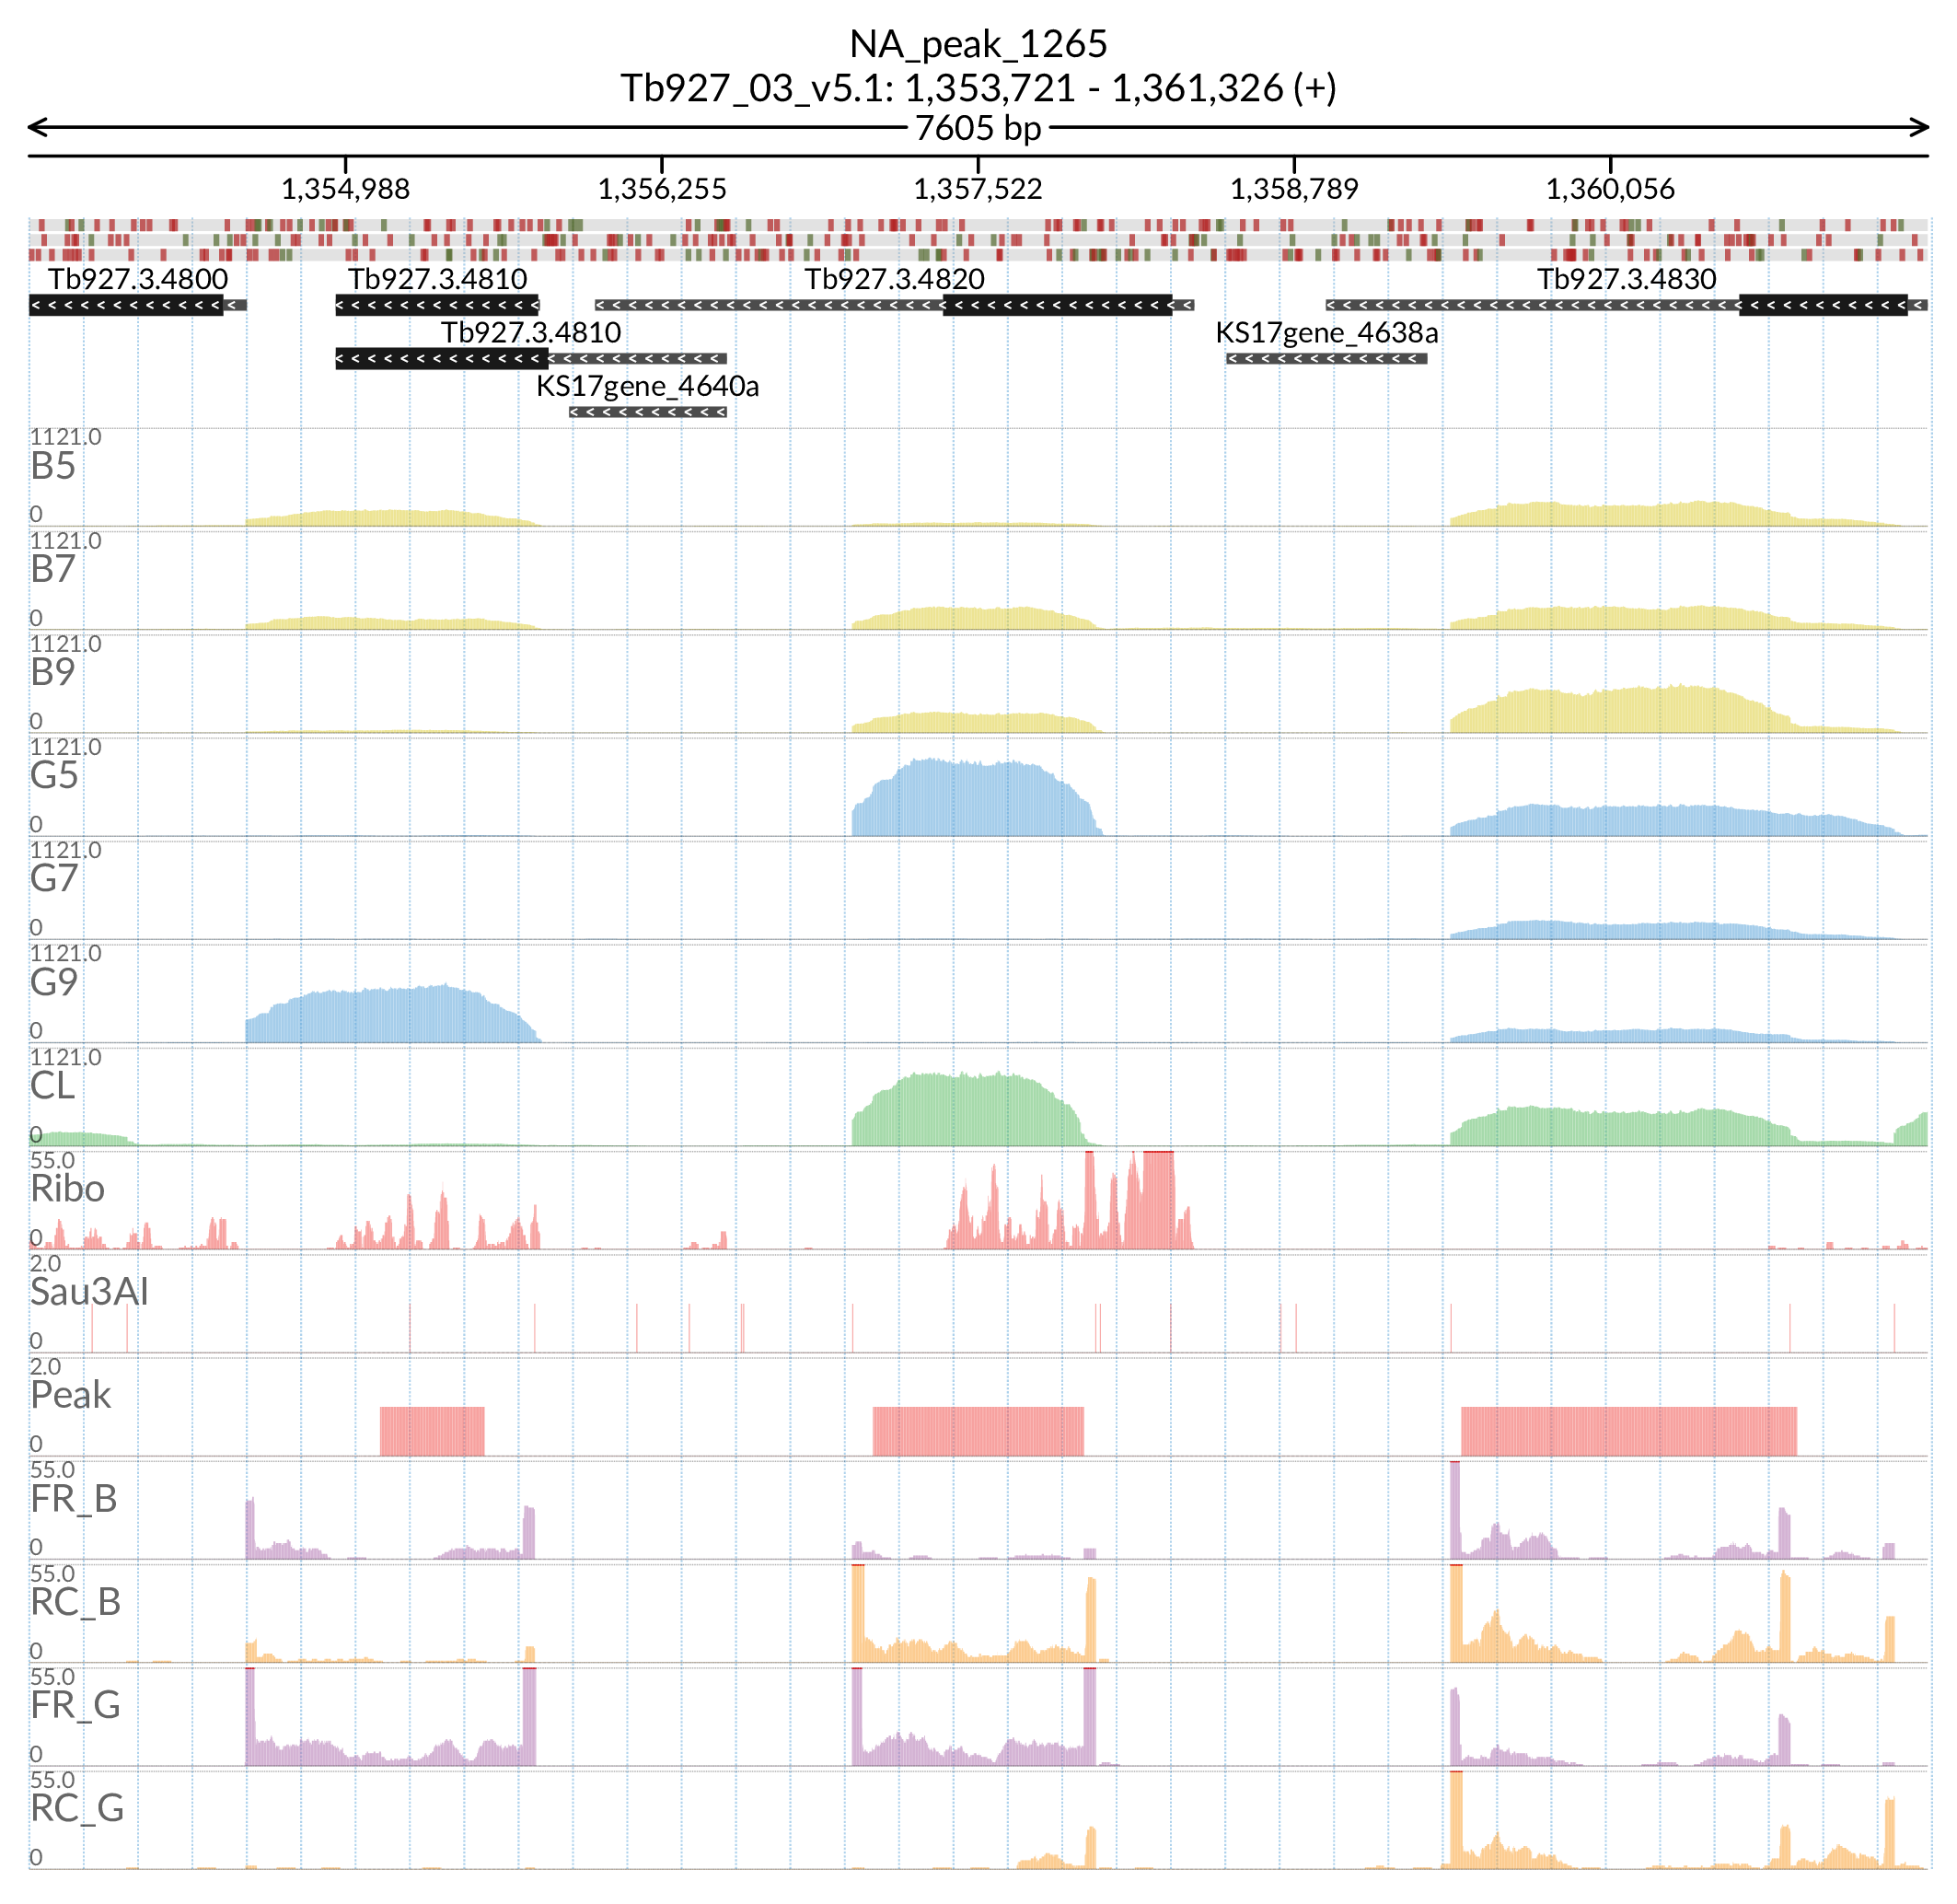 NA_peak_1265
Tb927_03_v5.1: 1,353,721 - 1,361,326 (+)
7605 bp
1,354,988 1,356,255 1,357,522 1,358,789 1,360,056
Tb927.3.4800 Tb927.3.4810 Tb927.3.4820 Tb927.3.4830
Tb927.3.4810 KS17gene_4638a
KS17gene_4640a
1121.0
B5
0
1121.0
B7
0
1121.0
B9
0
1121.0
G5
0
1121.0
G7
0
1121.0
G9
0
1121.0
CL
0
55.0
Ribo
0
2.0
Sau3AI
0
2.0
Peak
0
55.0
FR_B
0
55.0
RC_B
0
55.0
FR_G
0
55.0
RC_G
0